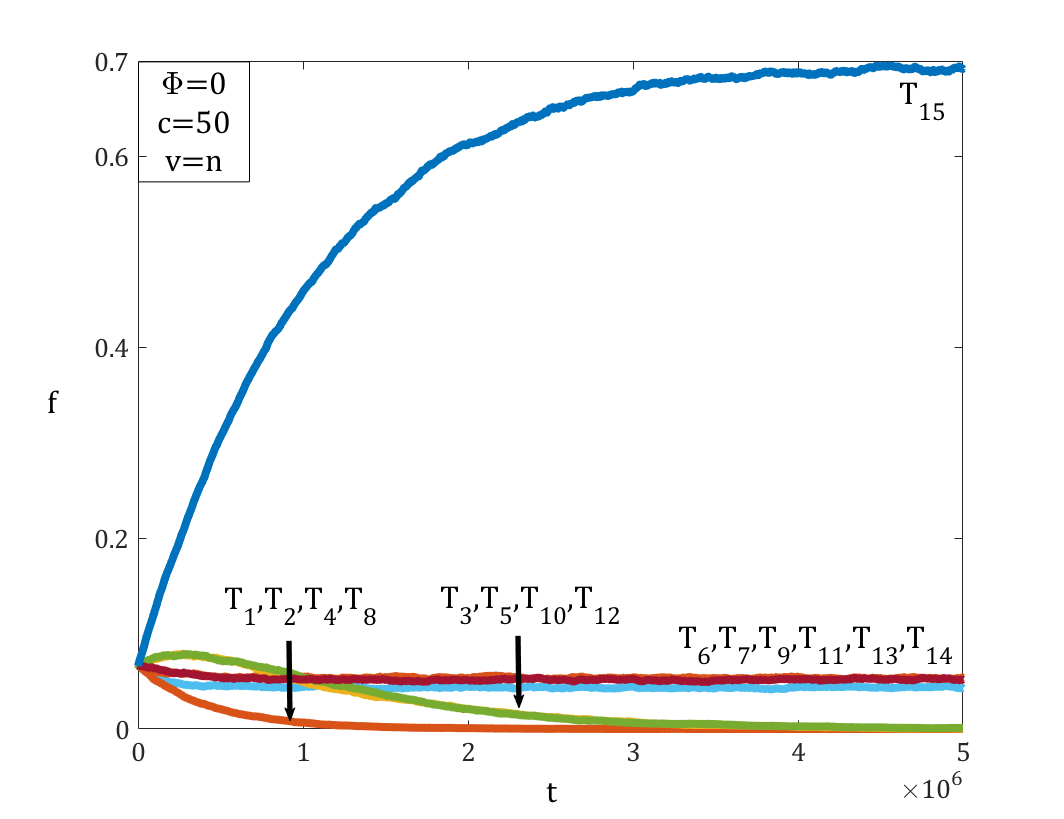 0.7
Φ=0
c=50
v=n
T15
0.6
0.4
f
0.2
T1,T2,T4,T8
T3,T5,T10,T12
T6,T7,T9,T11,T13,T14
0
0 1 2 3 4 5
×10^6
t